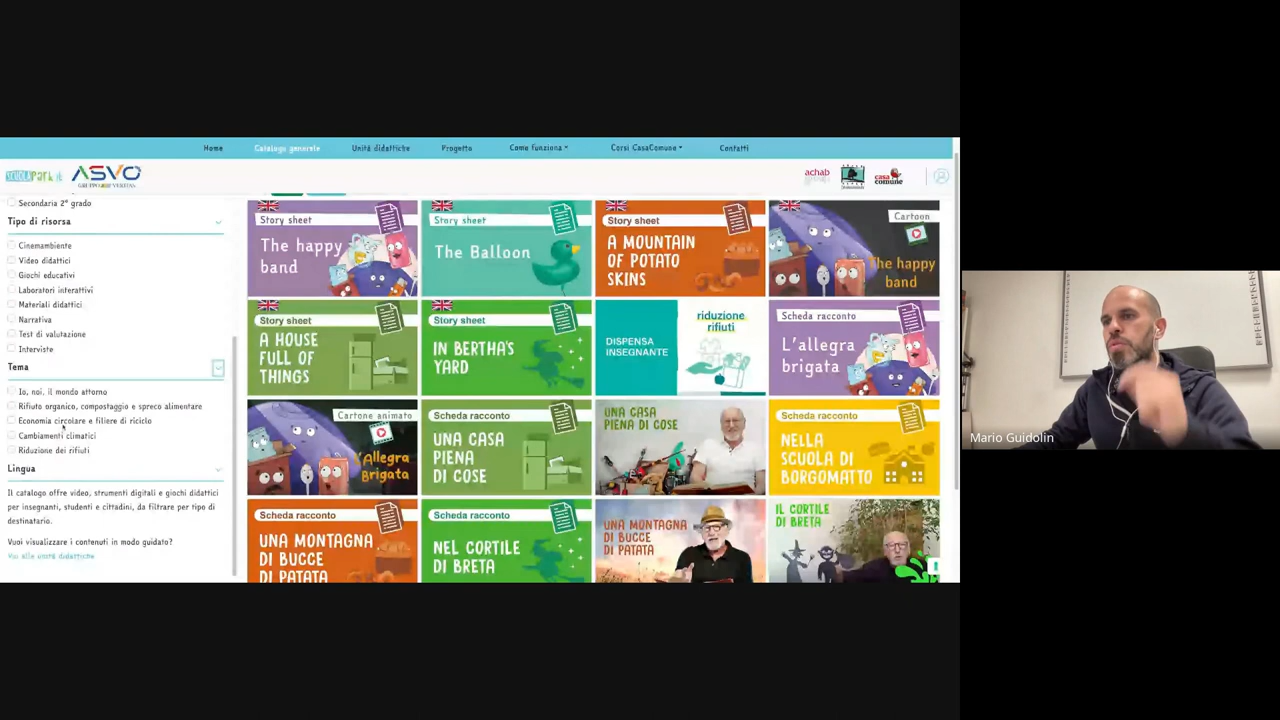 Home
Catalogo generale
Unità didattiche
Progetto
Come funziona
Corsi CasaComune
Contatti
SCUOLAPARK.it
ASVO
GRUPPO VERITAS
achab
casa
comune
Secondaria 2° grado
Tipo di risorsa
Cinemambiente
Video didattici
Giochi educativi
Laboratori interattivi
Materiali didattici
Narrativa
Test di valutazione
Interviste
Tema
Io, noi, il mondo attorno
Rifiuto organico, compostaggio e spreco alimentare
Economia circolare e filiere di riciclo
Cambiamenti climatici
Riduzione dei rifiuti
Lingua
Il catalogo offre video, strumenti digitali e giochi didattici
per insegnanti, studenti e cittadini, da filtrare per tipo di
destinatario.
Vuoi visualizzare i contenuti in modo guidato?
Vai alle unità didattiche
Story sheet
The happy
band
Story sheet
The Balloon
Story sheet
A MOUNTAIN
OF POTATO
SKINS
Cartoon
The happy
band
Story sheet
A HOUSE
FULL OF
THINGS
Story sheet
IN BERTHA'S
YARD
DISPENSA
INSEGNANTE
riduzione
rifiuti
Scheda racconto
L'allegra
brigata
Cartone animato
L'Allegra
Brigata
Scheda racconto
UNA CASA
PIENA
DI COSE
UNA CASA
PIENA DI COSE
Scheda racconto
NELLA
SCUOLA DI
BORGOMATTO
Scheda racconto
UNA MONTAGNA
DI BUCCE
DI PATATA
Scheda racconto
NEL CORTILE
DI BRETA
UNA MONTAGNA
DI BUCCE
DI PATATA
IL CORTILE
DI BRETA
Mario Guidolin